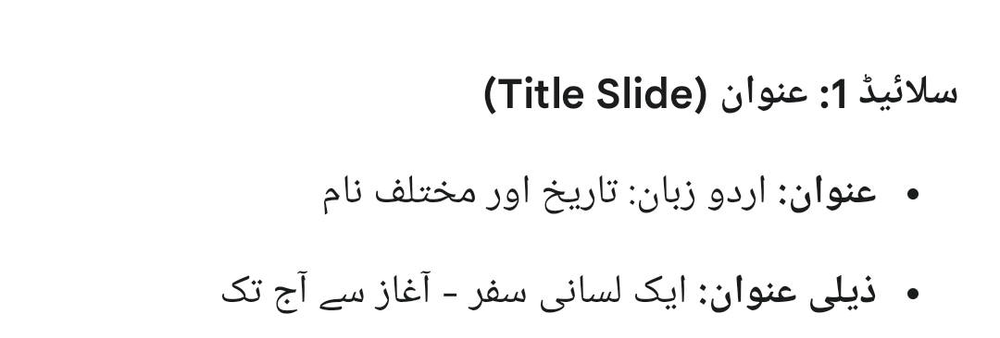 سلائیڈ 1: عنوان (Title Slide)
• عنوان: اردو زبان: تاریخ اور مختلف نام
• ذیلی عنوان: ایک لسانی سفر - آغاز سے آج تک